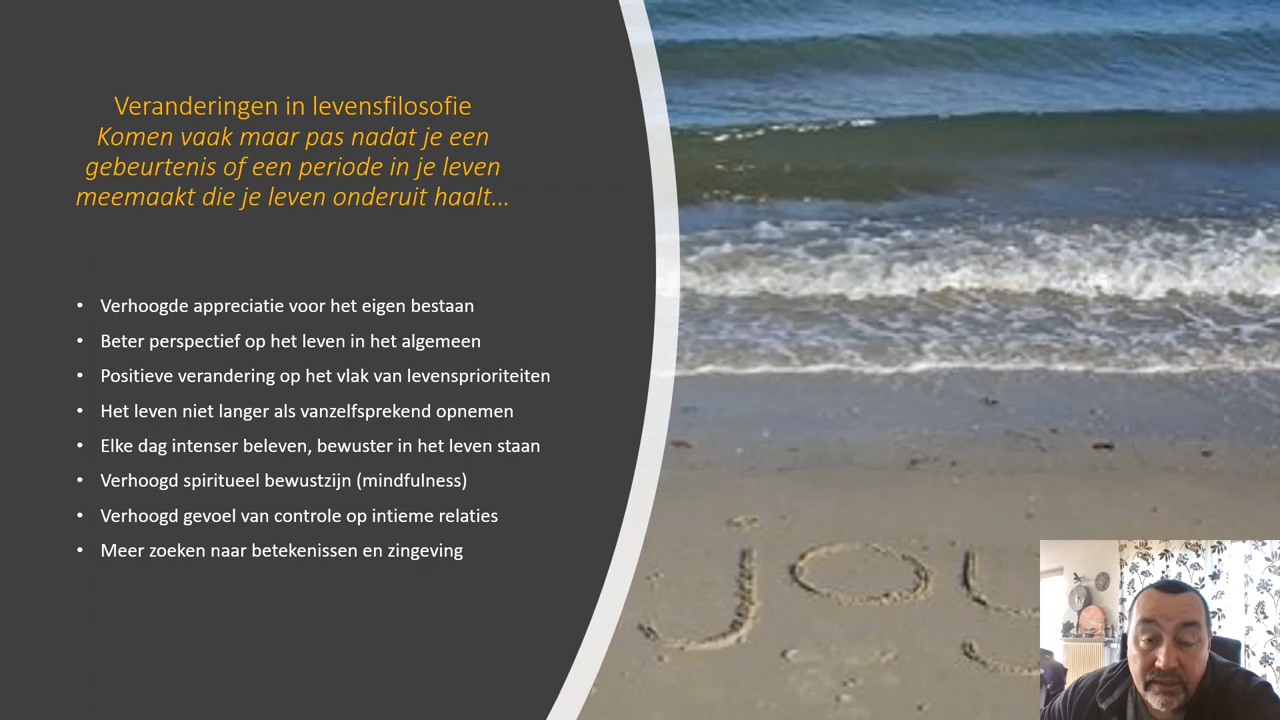 Veranderingen in levensfilosofie
Komen vaak maar pas nadat je een
gebeurtenis of een periode in je leven
meemaakt die je leven onderuit haalt...
• Verhoogde appreciatie voor het eigen bestaan
• Beter perspectief op het leven in het algemeen
• Positieve verandering op het vlak van levensprioriteiten
• Het leven niet langer als vanzelfsprekend opnemen
• Elke dag intenser beleven, bewuster in het leven staan
• Verhoogd spiritueel bewustzijn (mindfulness)
• Verhoogd gevoel van controle op intieme relaties
• Meer zoeken naar betekenissen en zingeving
joy